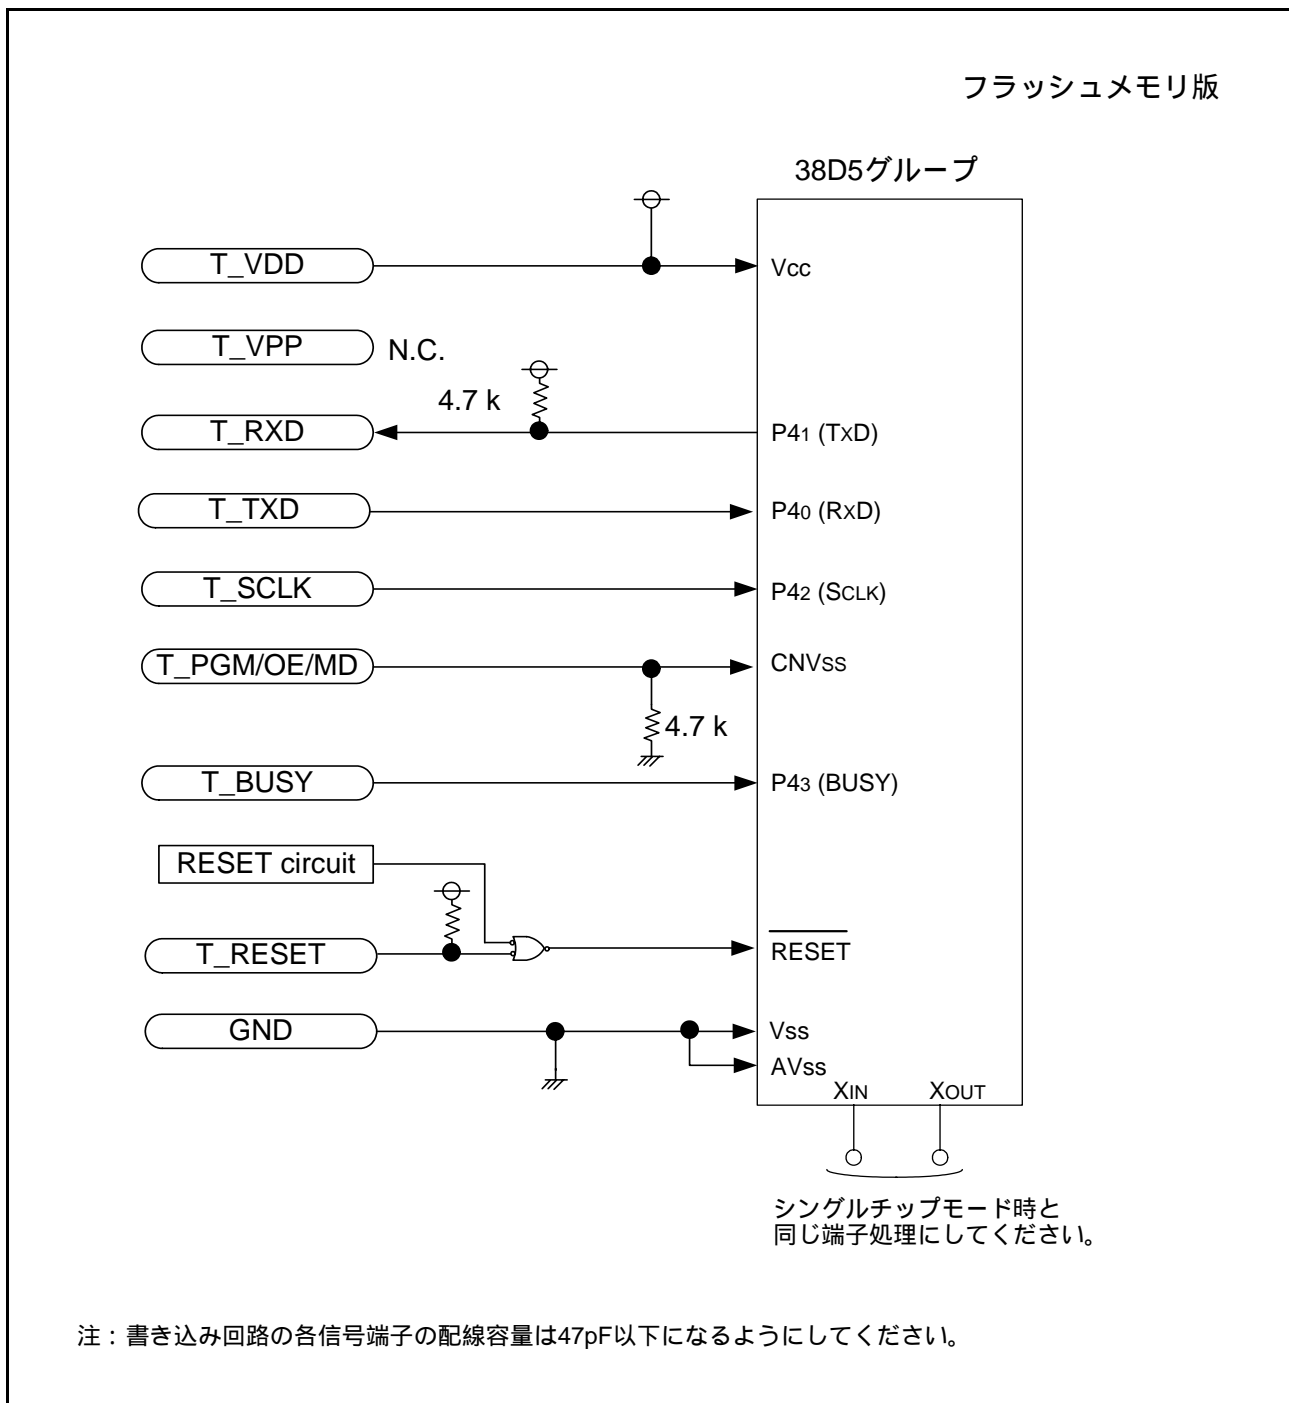 フラッシュメモリ版
38D5グループ
T_VDD
Vcc
T_VPP N.C.
4.7 k
T_RXD
P41 (TxD)
T_TXD
P40 (RxD)
T_SCLK
P42 (SCLK)
T_PGM/OE/MD
CNVss
4.7 k
T_BUSY
P43 (BUSY)
RESET circuit
T_RESET
RESET
GND
Vss
AVss
XIN XOUT
シングルチップモード時と
同じ端子処理にしてください。
注：書き込み回路の各信号端子の配線容量は47pF以下になるようにしてください。